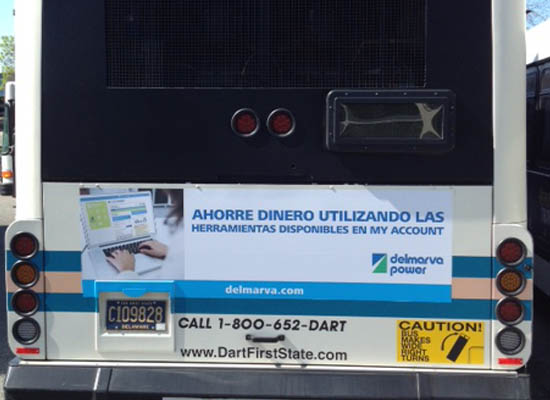 AHORRE DINERO UTILIZANDO LAS
HERRAMIENTAS DISPONIBLES EN MY ACCOUNT
delmarva
power
delmarva.com
C109828
DELAWARE
CALL 1-800-652-DART
www.DartFirstState.com
CAUTION!
BUS
MAKES
WIDE
RIGHT
TURNS